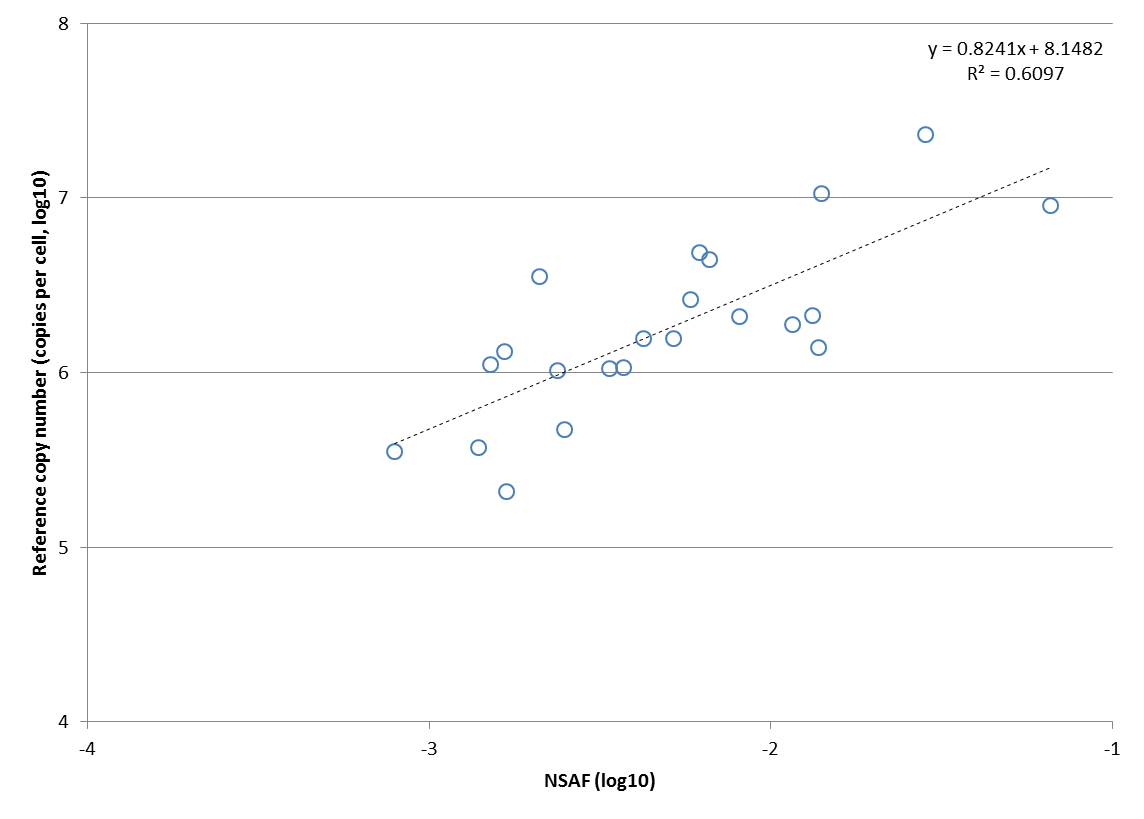 y = 0.8241x + 8.1482
R² = 0.6097
8
7
6
5
4
-4
-3
-2
-1
Reference copy number (copies per cell, log10)
NSAF (log10)